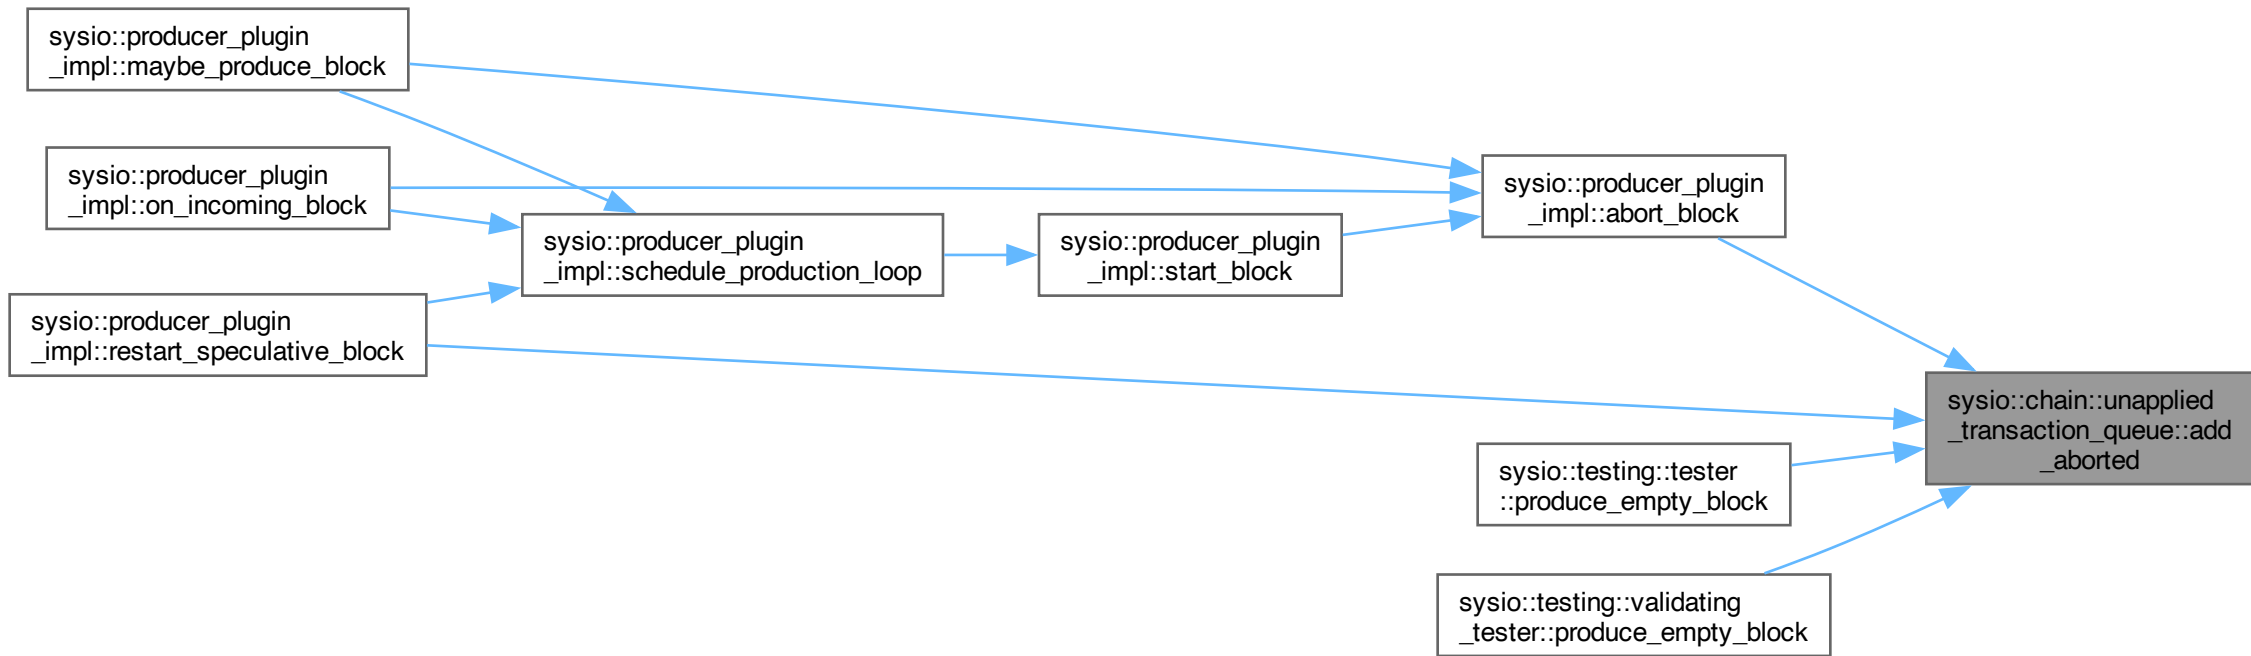 sysio::producer_plugin
_impl::maybe_produce_block
sysio::producer_plugin
_impl::on_incoming_block
sysio::producer_plugin
_impl::restart_speculative_block
sysio::producer_plugin
_impl::schedule_production_loop
sysio::producer_plugin
_impl::start_block
sysio::producer_plugin
_impl::abort_block
sysio::testing::tester
::produce_empty_block
sysio::testing::validating
_tester::produce_empty_block
sysio::chain::unapplied
_transaction_queue::add
_aborted